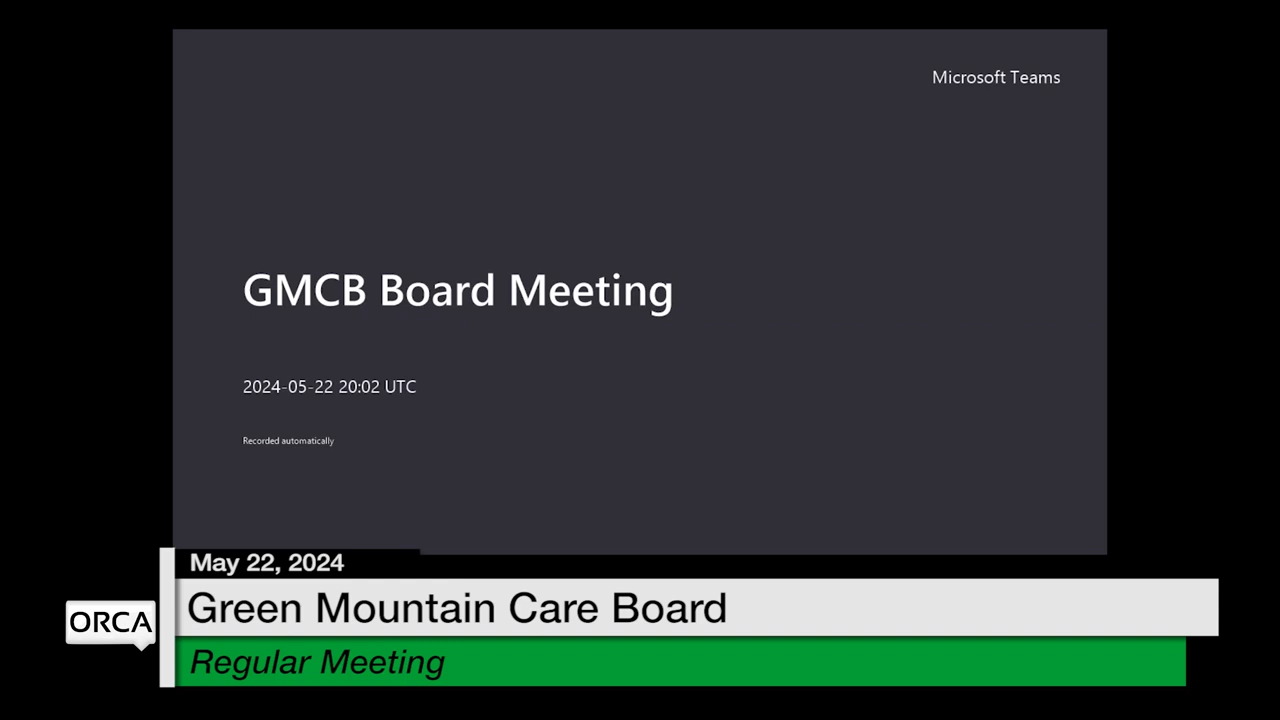 Microsoft Teams
GMCB Board Meeting
2024-05-22 20:02 UTC
Recorded automatically
May 22, 2024
Green Mountain Care Board
ORCA
Regular Meeting